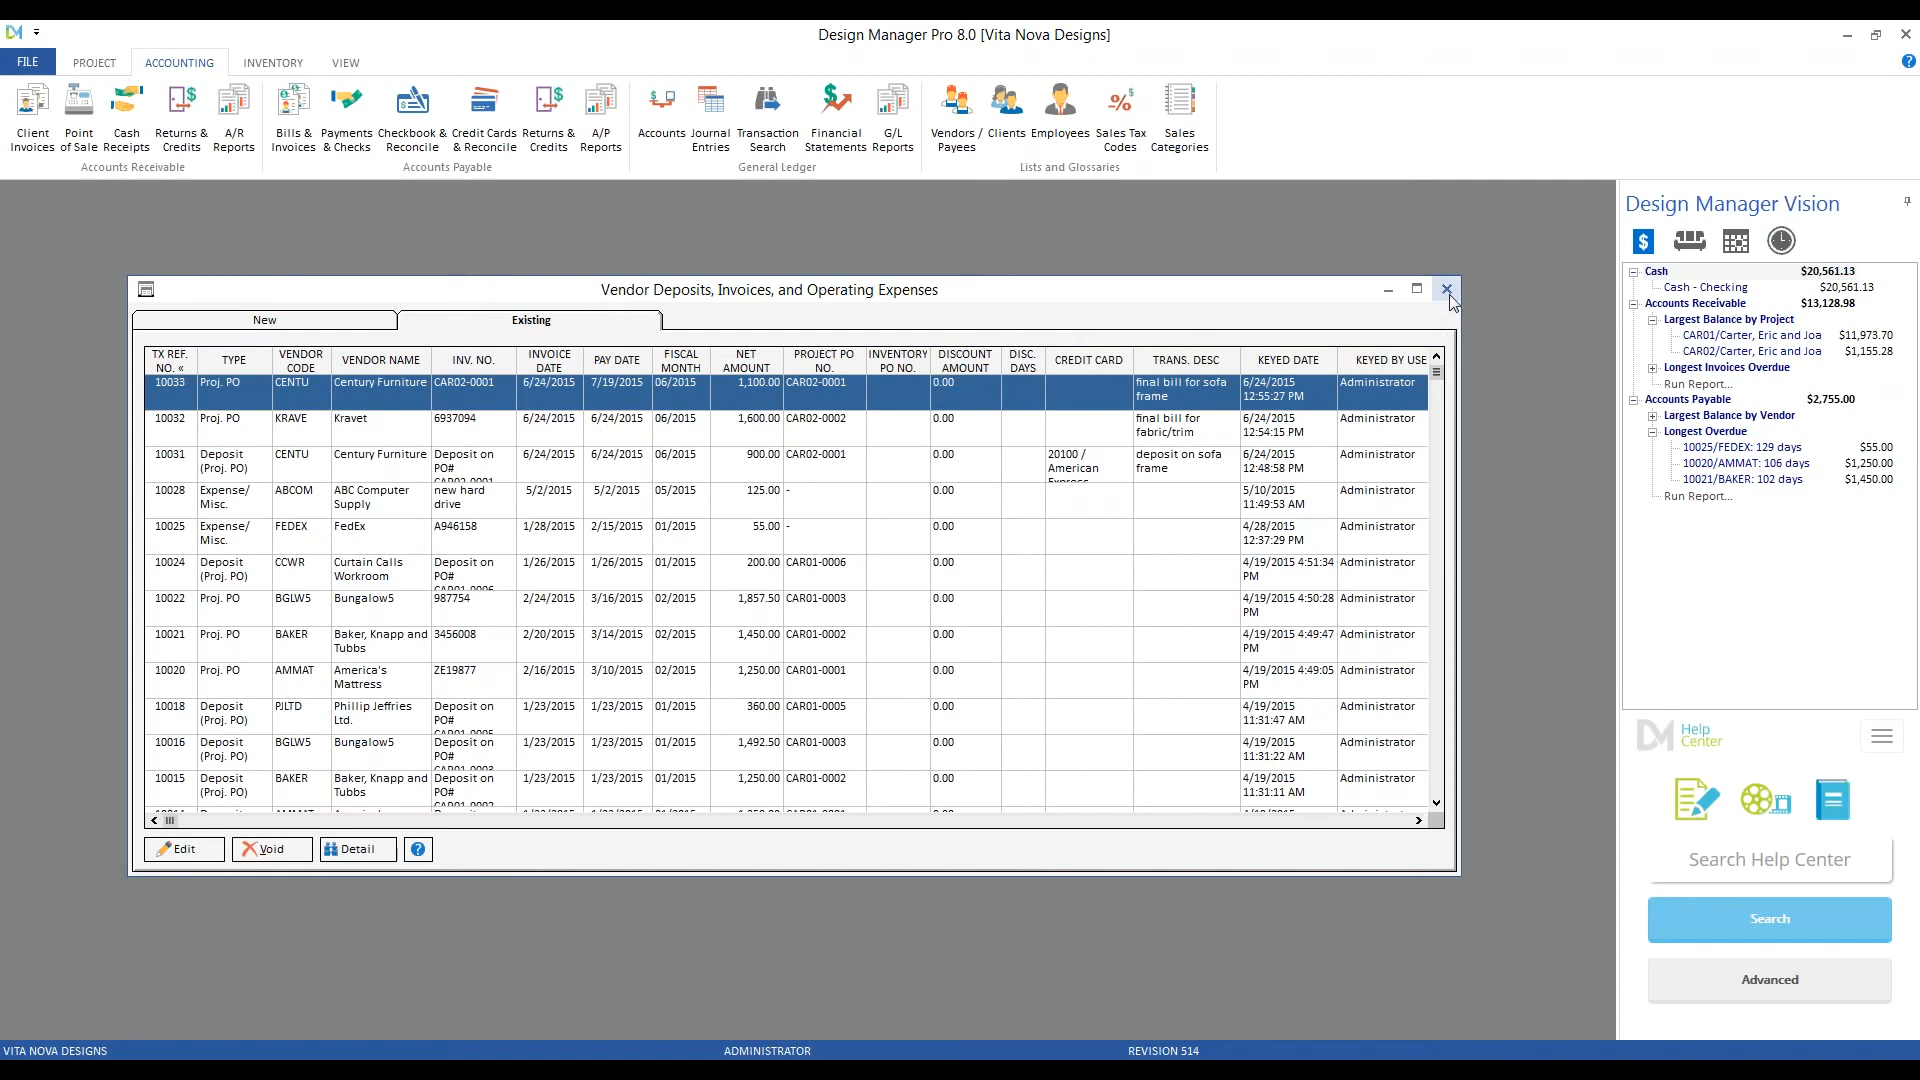 Design Manager Pro 8.0 [Vita Nova Designs]
FILE PROJECT ACCOUNTING INVENTORY VIEW
Client Invoices Point of Sale Cash Receipts Returns & Credits A/R Reports Bills & Invoices Payments & Checks Checkbook & Reconcile Credit Cards & Reconcile Returns & Credits A/P Reports Accounts Journal Entries Transaction Search Financial Statements G/L Reports Vendors / Payees Clients Employees Sales Tax Codes Sales Categories
Accounts Receivable Accounts Payable General Ledger Lists and Glossaries
Vendor Deposits, Invoices, and Operating Expenses
New Existing
TX REF. NO. « TYPE VENDOR CODE VENDOR NAME INV. NO. INVOICE DATE PAY DATE FISCAL MONTH NET AMOUNT PROJECT PO NO. INVENTORY PO NO. DISCOUNT AMOUNT DISC. DAYS CREDIT CARD TRANS. DESC KEYED DATE KEYED BY USE
10033 Proj. PO CENTU Century Furniture CAR02-0001 6/24/2015 7/19/2015 06/2015 1,100.00 CAR02-0001 0.00 final bill for sofa frame 6/24/2015 12:55:27 PM Administrator
10032 Proj. PO KRAVE Kravet 6937094 6/24/2015 6/24/2015 06/2015 1,600.00 CAR02-0002 0.00 final bill for fabric/trim 6/24/2015 12:54:15 PM Administrator
10031 Deposit (Proj. PO) CENTU Century Furniture Deposit on PO# CAR02-0001 6/24/2015 6/24/2015 06/2015 900.00 CAR02-0001 0.00 20100 / American Express deposit on sofa frame 6/24/2015 12:48:58 PM Administrator
10028 Expense/ Misc. ABCOM ABC Computer Supply new hard drive 5/2/2015 5/2/2015 05/2015 125.00 - 0.00 5/10/2015 11:49:53 AM Administrator
10025 Expense/ Misc. FEDEX FedEx A946158 1/28/2015 2/15/2015 01/2015 55.00 - 0.00 4/28/2015 12:37:29 PM Administrator
10024 Deposit (Proj. PO) CCWR Curtain Calls Workroom Deposit on PO# CAR01-0006 1/26/2015 1/26/2015 01/2015 200.00 CAR01-0006 0.00 4/19/2015 4:51:34 PM Administrator
10022 Proj. PO BGLW5 Bungalow5 987754 2/24/2015 3/16/2015 02/2015 1,857.50 CAR01-0003 0.00 4/19/2015 4:50:28 PM Administrator
10021 Proj. PO BAKER Baker, Knapp and Tubbs 3456008 2/20/2015 3/14/2015 02/2015 1,450.00 CAR01-0002 0.00 4/19/2015 4:49:47 PM Administrator
10020 Proj. PO AMMAT America's Mattress ZE19877 2/16/2015 3/10/2015 02/2015 1,250.00 CAR01-0001 0.00 4/19/2015 4:49:05 PM Administrator
10018 Deposit (Proj. PO) PJLTD Phillip Jeffries Ltd. Deposit on PO# CAR01-0005 1/23/2015 1/23/2015 01/2015 360.00 CAR01-0005 0.00 4/19/2015 11:31:47 AM Administrator
10016 Deposit (Proj. PO) BGLW5 Bungalow5 Deposit on PO# CAR01-0003 1/23/2015 1/23/2015 01/2015 1,492.50 CAR01-0003 0.00 4/19/2015 11:31:22 AM Administrator
10015 Deposit (Proj. PO) BAKER Baker, Knapp and Tubbs Deposit on PO# CAR01-0002 1/23/2015 1/23/2015 01/2015 1,250.00 CAR01-0002 0.00 4/19/2015 11:31:11 AM Administrator
Edit Void Detail
Design Manager Vision
Cash $20,561.13
Cash - Checking $20,561.13
Accounts Receivable $13,128.98
Largest Balance by Project
CAR01/Carter, Eric and Joa $11,973.70
CAR02/Carter, Eric and Joa $1,155.28
Longest Invoices Overdue
Run Report...
Accounts Payable $2,755.00
Largest Balance by Vendor
Longest Overdue
10025/FEDEX: 129 days $55.00
10020/AMMAT: 106 days $1,250.00
10021/BAKER: 102 days $1,450.00
Run Report...
DM Help Center
Search Help Center
Search
Advanced
VITA NOVA DESIGNS ADMINISTRATOR REVISION 514